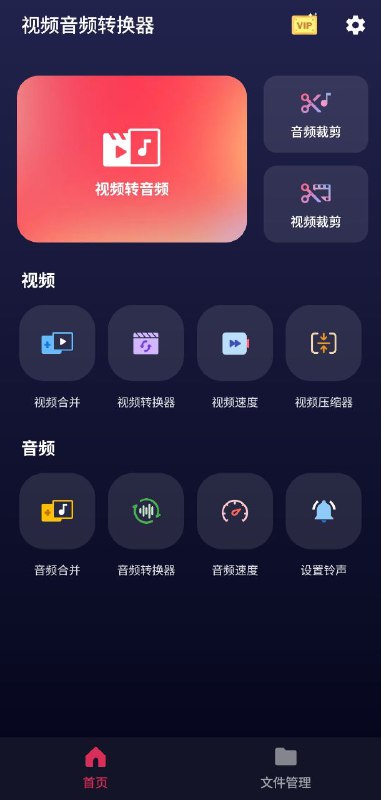 视频音频转换器
VIP
视频转音频
音频裁剪
视频裁剪
视频
视频合并
视频转换器
视频速度
视频压缩器
音频
音频合并
音频转换器
音频速度
设置铃声
首页
文件管理